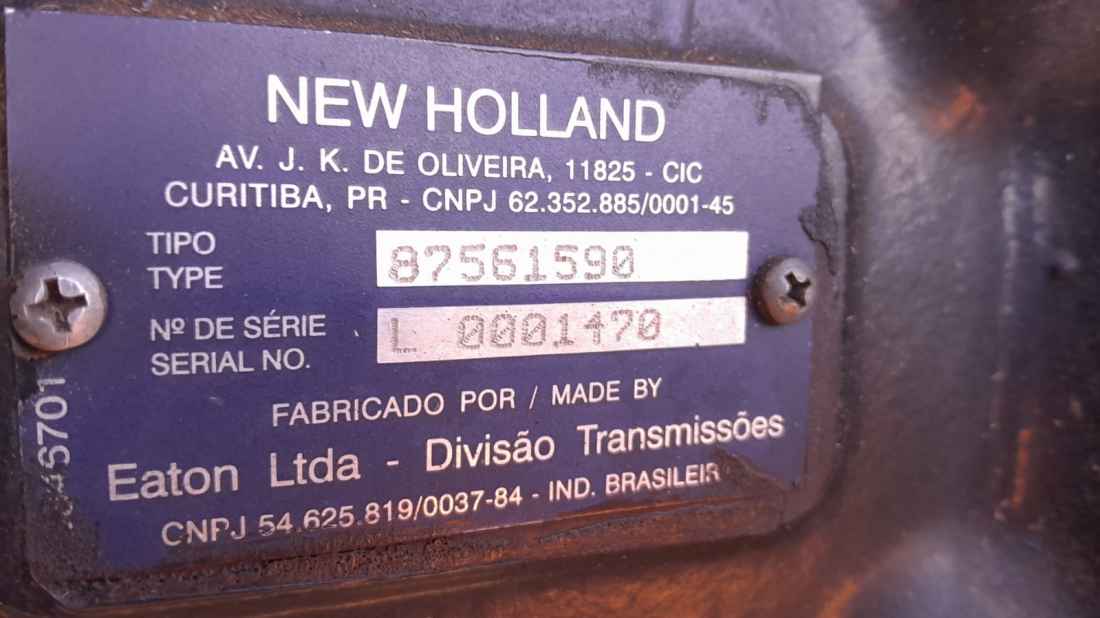 NEW HOLLAND
AV. J. K. DE OLIVEIRA, 11825 - CIC
CURITIBA, PR - CNPJ 62.352.885/0001-45
TIPO
TYPE
87561590
Nº DE SÉRIE
SERIAL NO.
L 0001470
FABRICADO POR / MADE BY
Eaton Ltda - Divisão Transmissões
CNPJ 54.625.819/0037-84 - IND. BRASILEIR